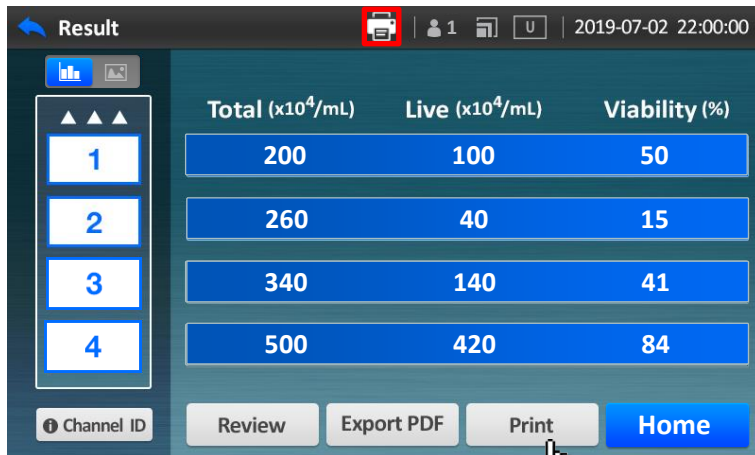 Result 1 U 2019-07-02 22:00:00
Total (x10⁴/mL) Live (x10⁴/mL) Viability (%)
1 200 100 50
2 260 40 15
3 340 140 41
4 500 420 84
Channel ID Review Export PDF Print Home